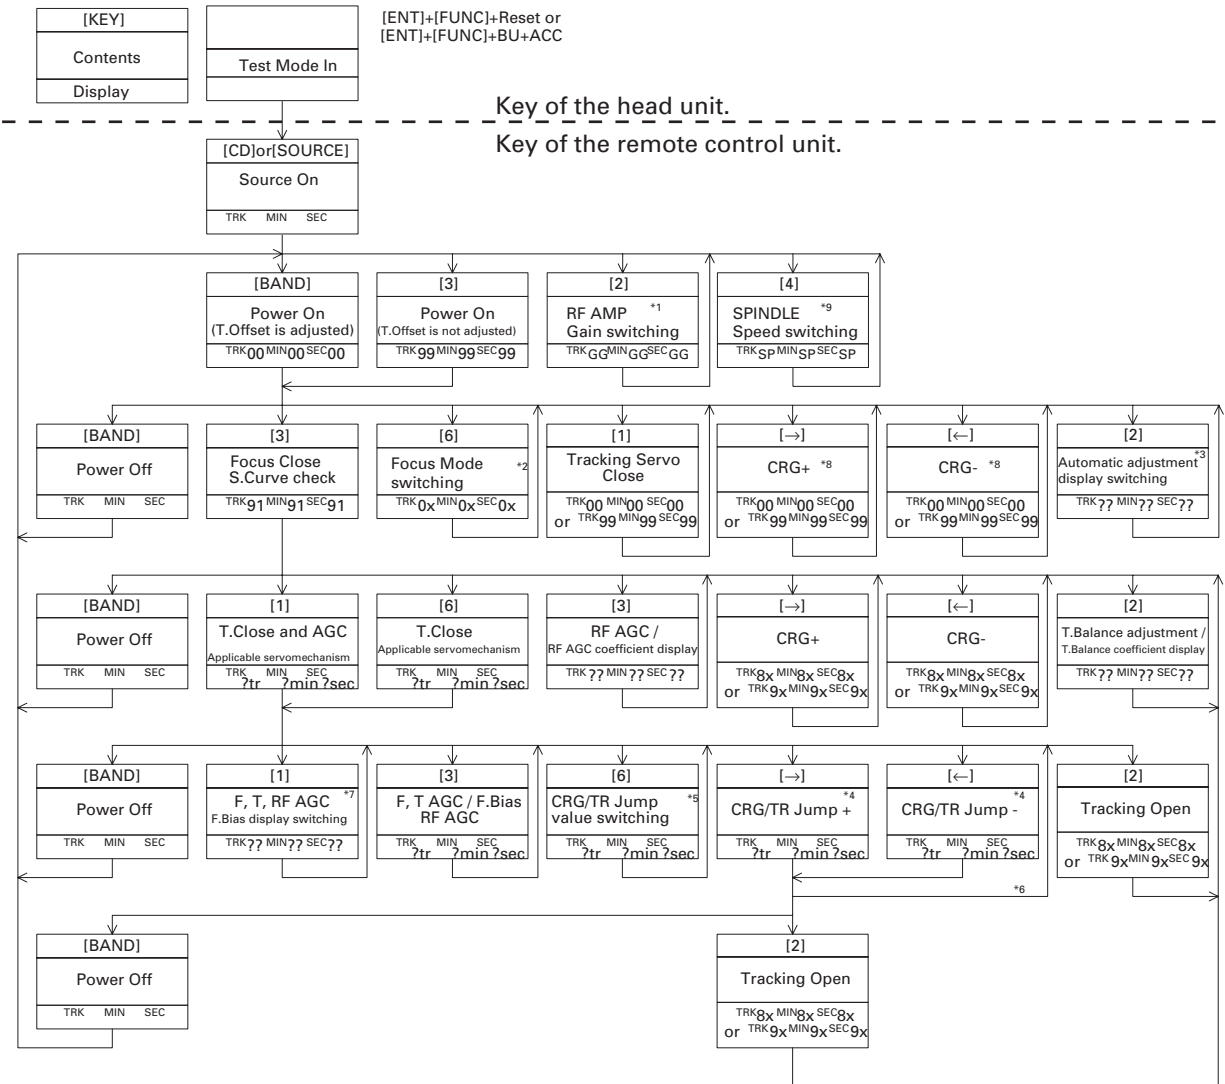 [KEY]
Contents
Display
Test Mode In
[ENT]+[FUNC]+Reset or
[ENT]+[FUNC]+BU+ACC
Key of the head unit.
Key of the remote control unit.
[CD]or[SOURCE]
Source On
TRK MIN SEC
[BAND]
Power On
(T.Offset is adjusted)
TRK00 MIN00 SEC00
[3]
Power On
(T.Offset is not adjusted)
TRK99 MIN99 SEC99
[2]
RF AMP *1
Gain switching
TRKGG MINGG SECGG
[4]
SPINDLE *9
Speed switching
TRKSP MINSP SECSP
[BAND]
Power Off
TRK MIN SEC
[3]
Focus Close
S.Curve check
TRK91 MIN91 SEC91
[6]
Focus Mode *2
switching
TRK0x MIN0x SEC0x
[1]
Tracking Servo
Close
TRK00 MIN00 SEC00
or TRK99 MIN99 SEC99
[→]
CRG+ *8
TRK00 MIN00 SEC00
or TRK99 MIN99 SEC99
[←]
CRG- *8
TRK00 MIN00 SEC00
or TRK99 MIN99 SEC99
[2]
Automatic adjustment *3
display switching
TRK?? MIN?? SEC??
[BAND]
Power Off
TRK MIN SEC
[1]
T.Close and AGC
Applicable servomechanism
TRK MIN SEC
?tr ?min ?sec
[6]
T.Close
Applicable servomechanism
TRK MIN SEC
?tr ?min ?sec
[3]
RF AGC /
RF AGC coefficient display
TRK?? MIN?? SEC??
[→]
CRG+
TRK8x MIN8x SEC8x
or TRK9x MIN9x SEC9x
[←]
CRG-
TRK8x MIN8x SEC8x
or TRK9x MIN9x SEC9x
[2]
T.Balance adjustment /
T.Balance coefficient display
TRK?? MIN?? SEC??
[BAND]
Power Off
TRK MIN SEC
[1]
F, T, RF AGC *7
F.Bias display switching
TRK?? MIN?? SEC??
[3]
F, T AGC / F.Bias
RF AGC
TRK MIN SEC
?tr ?min ?sec
[6]
CRG/TR Jump *5
value switching
TRK MIN SEC
?tr ?min ?sec
[→]
*4
CRG/TR Jump +
TRK MIN SEC
?tr ?min ?sec
[←]
*4
CRG/TR Jump -
TRK MIN SEC
?tr ?min ?sec
[2]
Tracking Open
TRK8x MIN8x SEC8x
or TRK9x MIN9x SEC9x
*6
[BAND]
Power Off
TRK MIN SEC
[2]
Tracking Open
TRK8x MIN8x SEC8x
or TRK9x MIN9x SEC9x